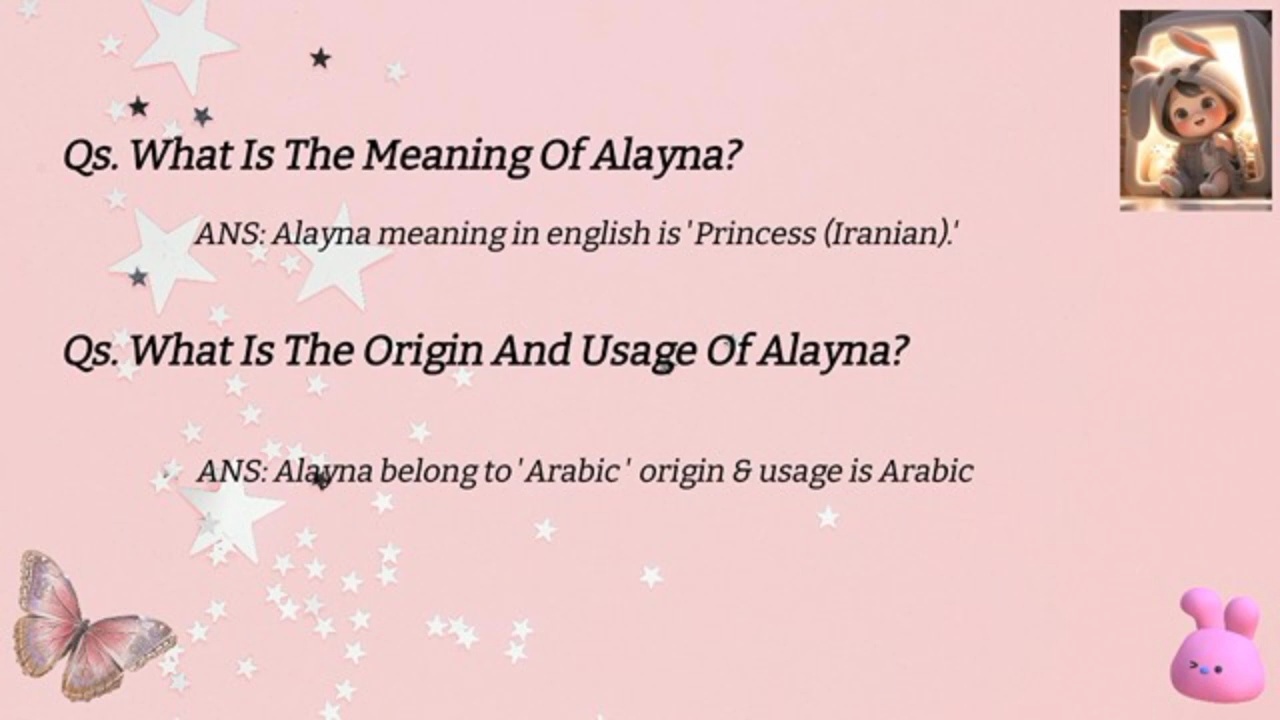 Qs. What Is The Meaning Of Alayna?
ANS: Alayna meaning in english is 'Princess (Iranian).'
Qs. What Is The Origin And Usage Of Alayna?
ANS: Alayna belong to 'Arabic ' origin & usage is Arabic